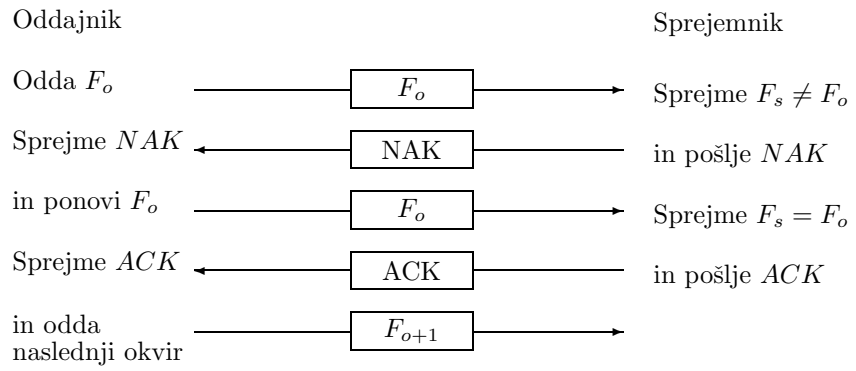 Oddajnik Sprejemnik
Odda F_o F_o Sprejme F_s ≠ F_o
Sprejme NAK NAK in pošlje NAK
in ponovi F_o F_o Sprejme F_s = F_o
Sprejme ACK ACK in pošlje ACK
in odda
naslednji okvir F_{o+1}